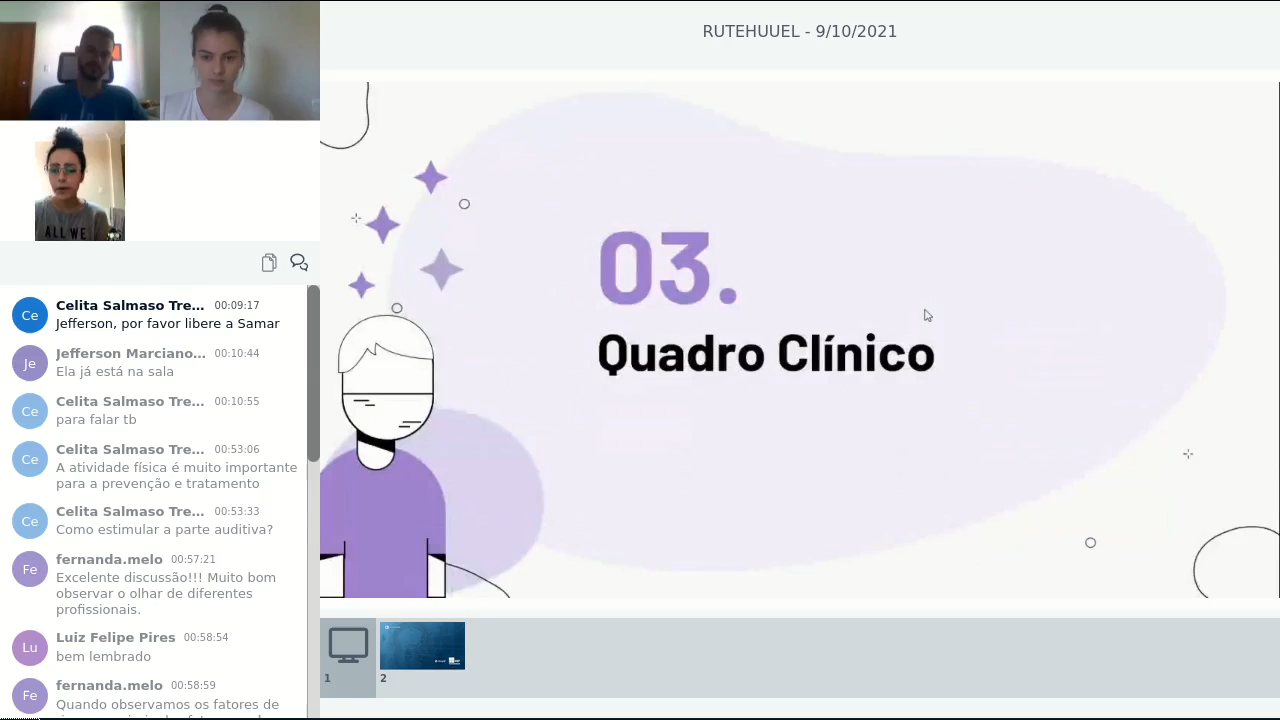 RUTEHUUEL - 9/10/2021
ALL WE
Celita Salmaso Tre... 00:09:17
Jefferson, por favor libere a Samar
Jefferson Marciano... 00:10:44
Ela já está na sala
Celita Salmaso Tre... 00:10:55
para falar tb
Celita Salmaso Tre... 00:53:06
A atividade física é muito importante
para a prevenção e tratamento
Celita Salmaso Tre... 00:53:33
Como estimular a parte auditiva?
fernanda.melo 00:57:21
Excelente discussão!!! Muito bom
observar o olhar de diferentes
profissionais.
Luiz Felipe Pires 00:58:54
bem lembrado
fernanda.melo 00:58:59
Quando observamos os fatores de
Ce
Je
Ce
Ce
Ce
Fe
Lu
Fe
03.
Quadro Clínico
1
2